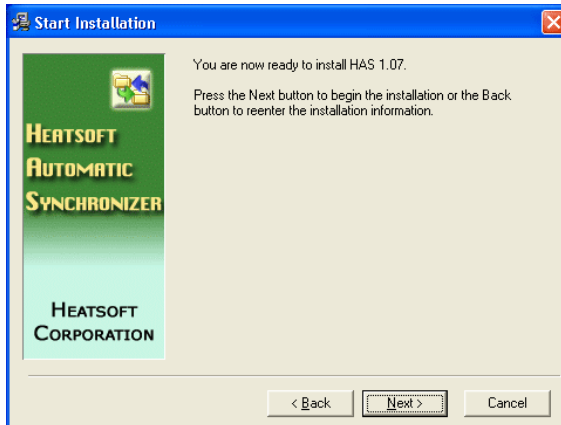 Start Installation
You are now ready to install HAS 1.07.
Press the Next button to begin the installation or the Back
button to reenter the installation information.
HEATSOFT
AUTOMATIC
SYNCHRONIZER
HEATSOFT
CORPORATION
< Back
Next >
Cancel